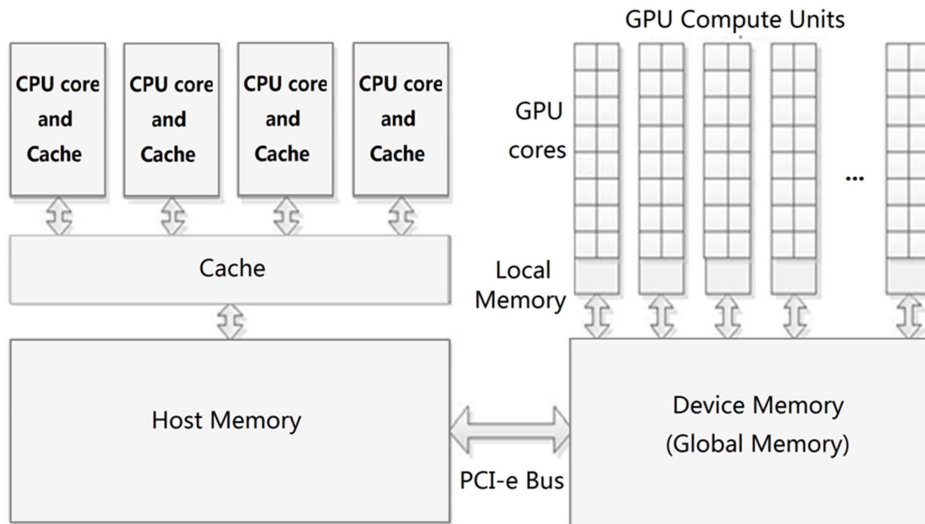 GPU Compute Units
CPU core
and
Cache
CPU core
and
Cache
CPU core
and
Cache
CPU core
and
Cache
GPU
cores
...
Cache
Local
Memory
Host Memory
Device Memory
(Global Memory)
PCI-e Bus